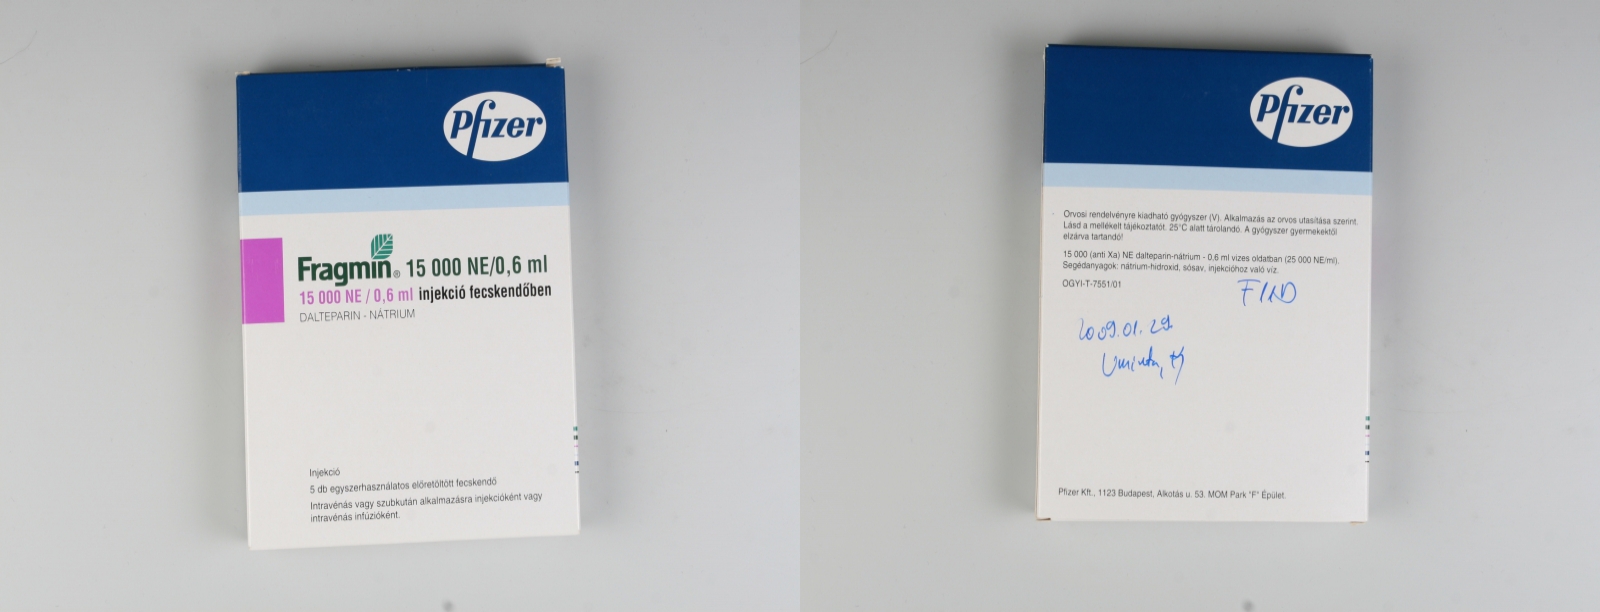 Pfizer
Fragmin® 15 000 NE/0,6 ml
15 000 NE / 0,6 ml injekció fecskendőben
DALTEPARIN - NÁTRIUM
Injekció
5 db egyszerhasználatos előretöltött fecskendő
Intravénás vagy szubkután alkalmazásra injekcióként vagy
intravénás infúzióként.
Pfizer
Orvosi rendelvényre kiadható gyógyszer (V). Alkalmazás az orvos utasítása szerint.
Lásd a mellékelt tájékoztatót. 25°C alatt tárolandó. A gyógyszer gyermekektől
elzárva tartandó!
15 000 (anti Xa) NE dalteparin-nátrium - 0.6 ml vizes oldatban (25 000 NE/ml).
Segédanyagok: nátrium-hidroxid, sósav, injekcióhoz való víz.
OGYI-T-7551/01
2009.01.29.
Pfizer Kft., 1123 Budapest, Alkotás u. 53. MOM Park "F" Épület.